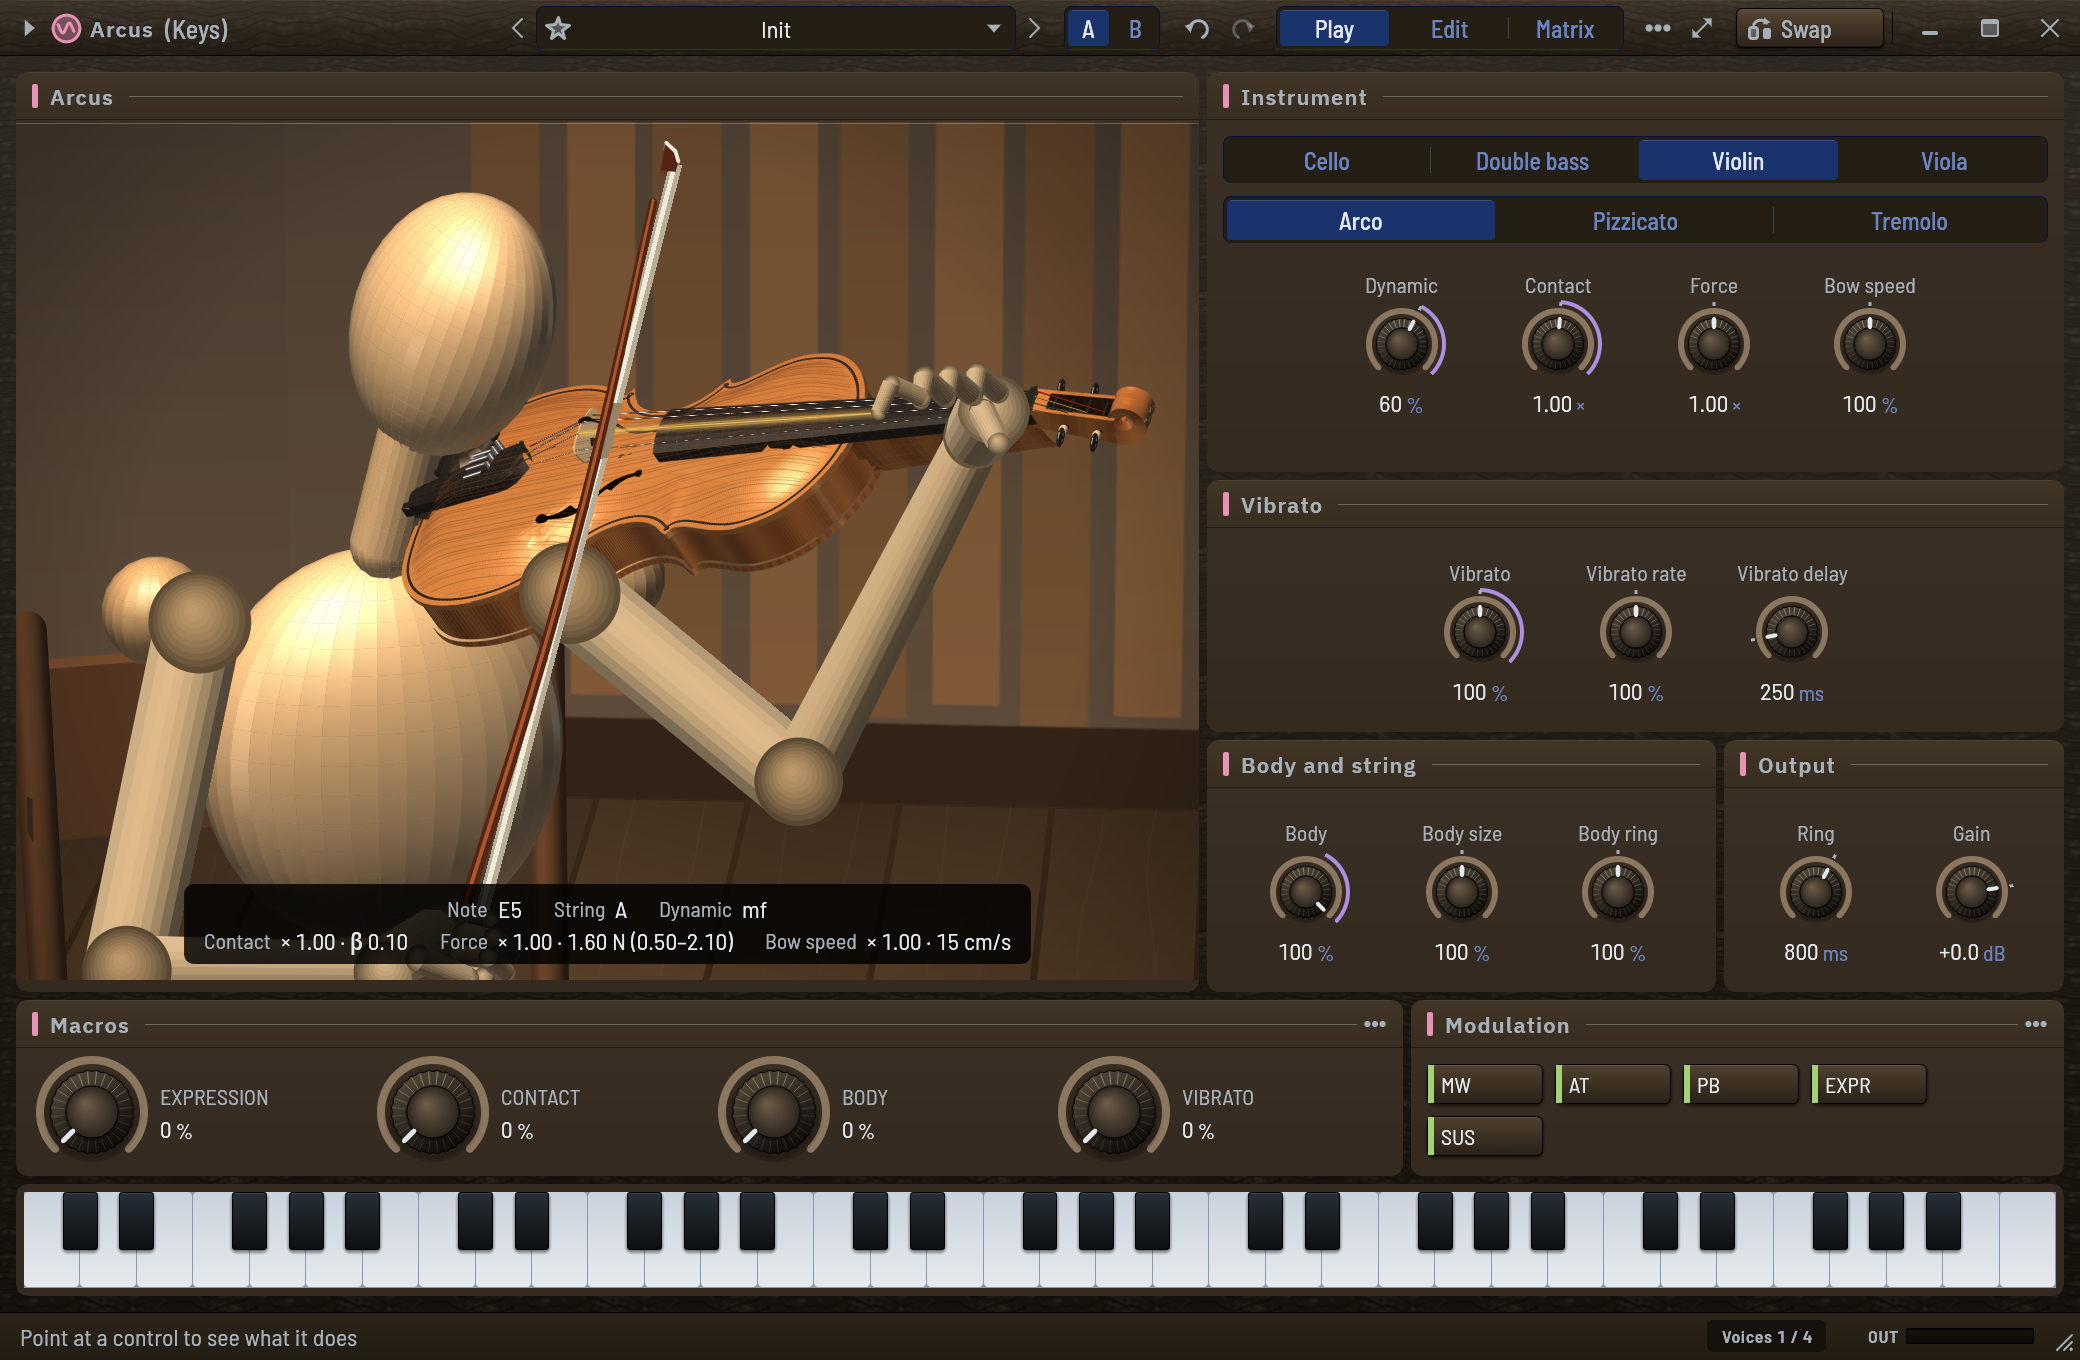 Arcus (Keys)
Init
A B
Play Edit Matrix
Swap
Arcus
Instrument
Cello Double bass Violin Viola
Arco Pizzicato Tremolo
Dynamic Contact Force Bow speed
60 % 1.00 × 1.00 × 100 %
Vibrato
Vibrato Vibrato rate Vibrato delay
100 % 100 % 250 ms
Body and string
Body Body size Body ring
100 % 100 % 100 %
Output
Ring Gain
800 ms +0.0 dB
Note E5 String A Dynamic mf
Contact × 1.00 · β 0.10 Force × 1.00 · 1.60 N (0.50–2.10) Bow speed × 1.00 · 15 cm/s
Macros
EXPRESSION
0 %
CONTACT
0 %
BODY
0 %
VIBRATO
0 %
Modulation
MW AT PB EXPR
SUS
Point at a control to see what it does
Voices 1 / 4 OUT